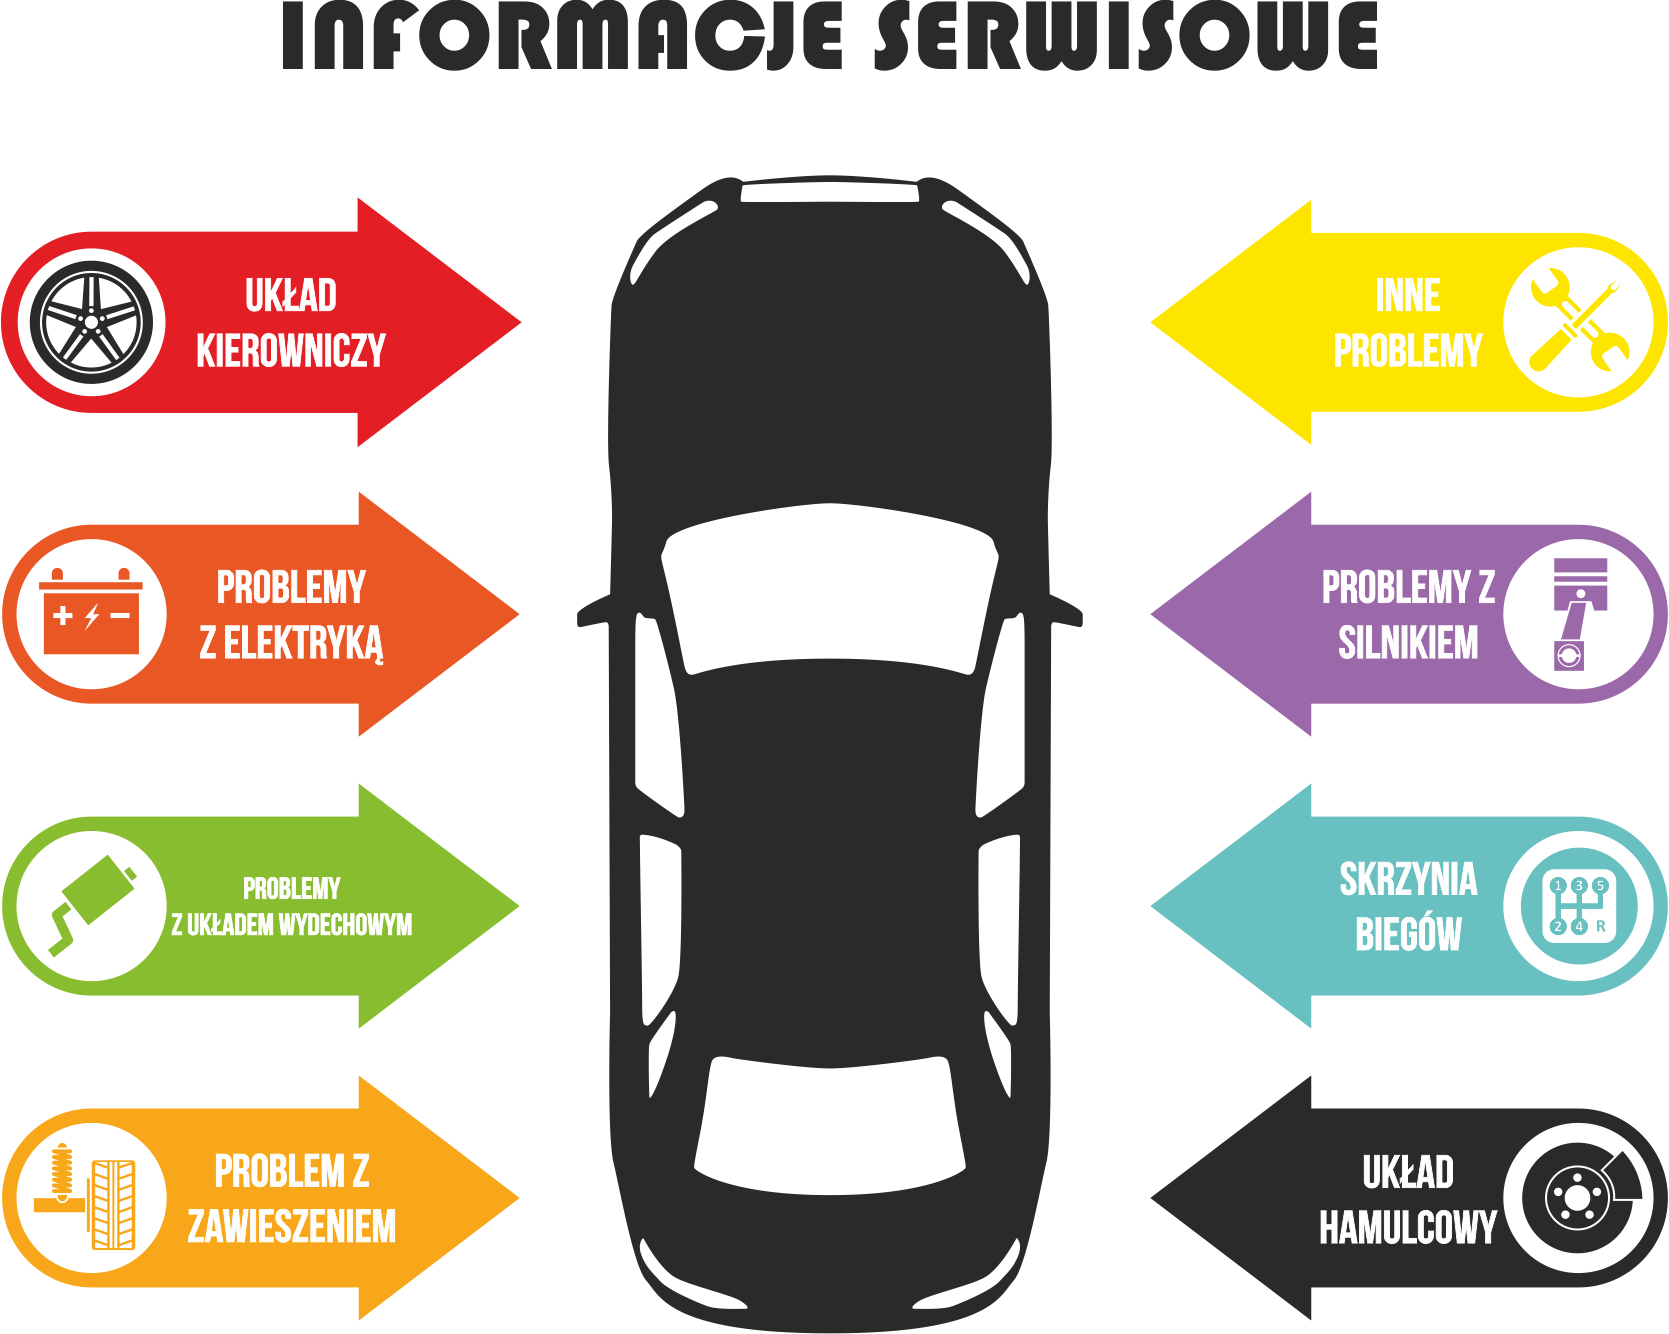 INFORMACJE SERWISOWE
UKŁAD
KIEROWNICZY
INNE
PROBLEMY
PROBLEMY
Z ELEKTRYKĄ
PROBLEMY Z
SILNIKIEM
PROBLEMY
Z UKŁADEM WYDECHOWYM
SKRZYNIA
BIEGÓW
1 3 5
2 4 R
PROBLEM Z
ZAWIESZENIEM
UKŁAD
HAMULCOWY